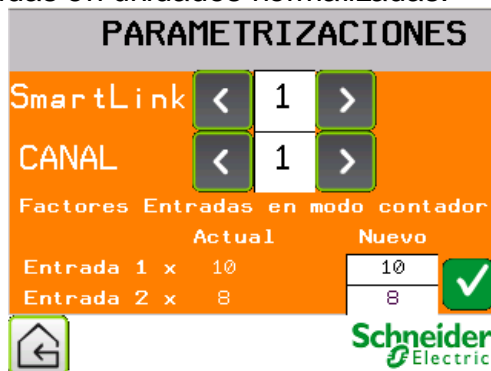 PARAMETRIZACIONES
SmartLink < 1 >
CANAL < 1 >
Factores Entradas en modo contador
Actual Nuevo
Entrada 1 x 10 10
Entrada 2 x 8 8
Schneider
Electric